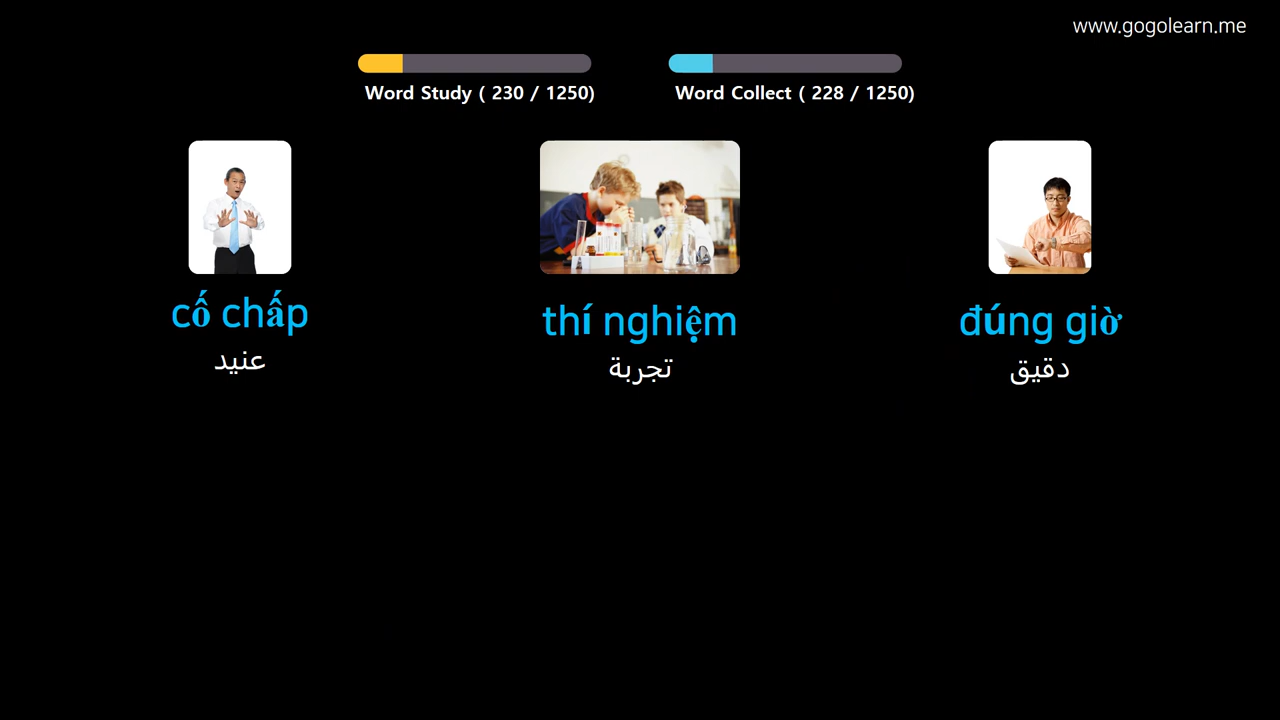 www.gogolearn.me
Word Study ( 230 / 1250)
Word Collect ( 228 / 1250)
cố chấp
عنيد
thí nghiệm
تجربة
đúng giờ
دقيق